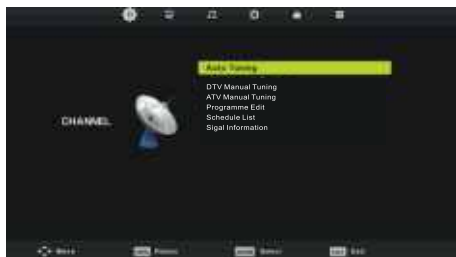 Auto Tuning
DTV Manual Tuning
ATV Manual Tuning
CHANNEL
Programme Edit
Schedule List
Sigal Information
Move
Select
Exit